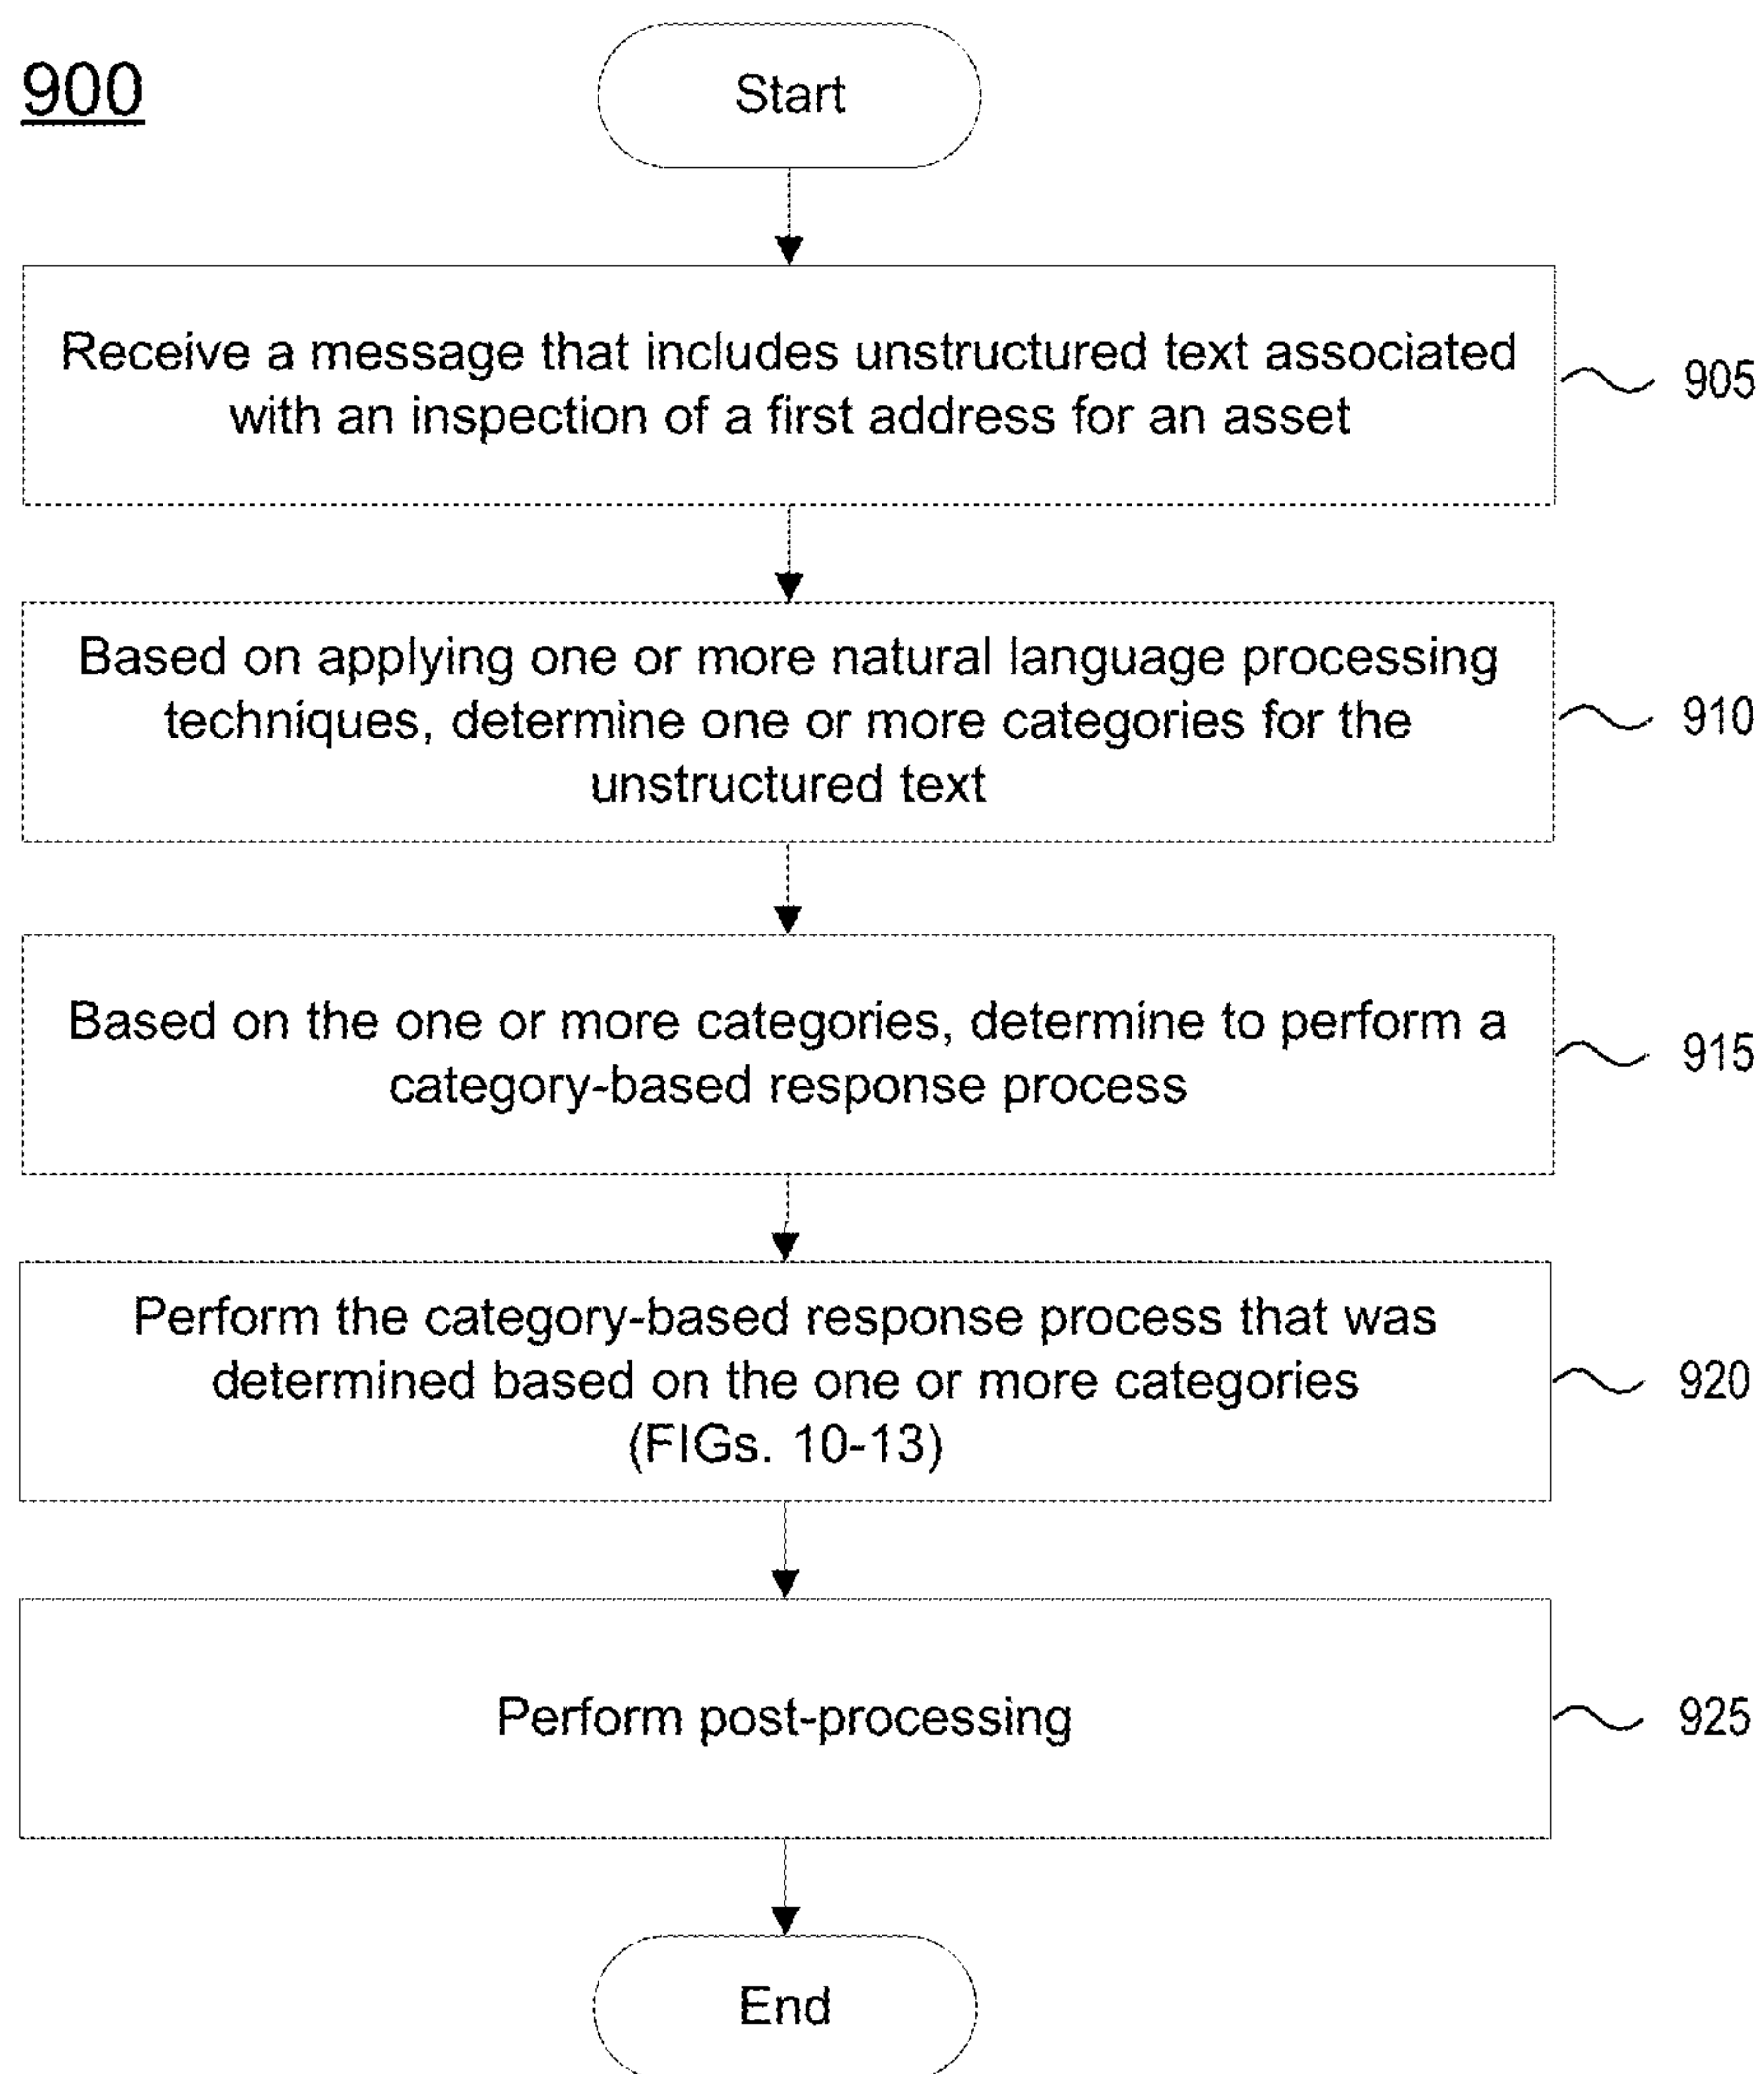 900
Start
Receive a message that includes unstructured text associated
with an inspection of a first address for an asset
905
Based on applying one or more natural language processing
techniques, determine one or more categories for the
unstructured text
910
Based on the one or more categories, determine to perform a
category-based response process
915
Perform the category-based response process that was
determined based on the one or more categories
(FIGs. 10-13)
920
Perform post-processing
925
End